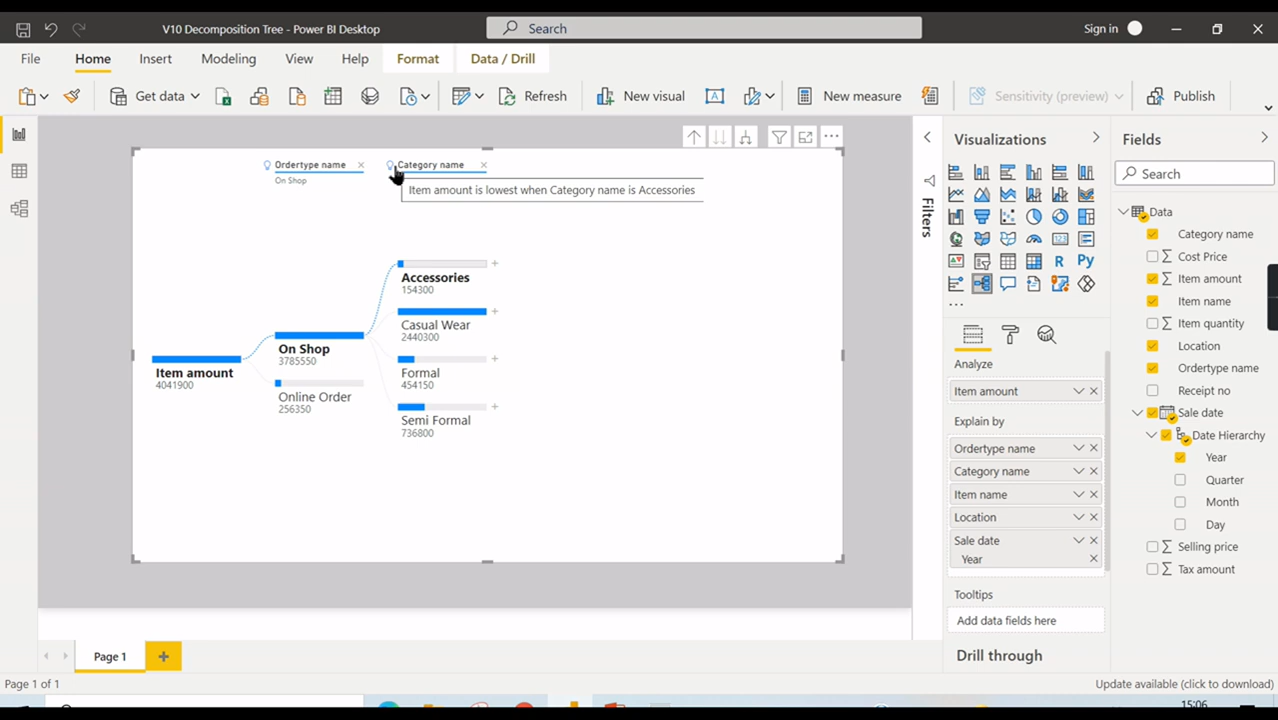 V10 Decomposition Tree - Power BI Desktop
Search
Sign in
File
Home
Insert
Modeling
View
Help
Format
Data / Drill
Get data
Refresh
New visual
New measure
Sensitivity (preview)
Publish
Ordertype name
On Shop
Category name
Item amount is lowest when Category name is Accessories
Item amount
4041900
On Shop
3785550
Online Order
256350
Accessories
154300
Casual Wear
2440300
Formal
454150
Semi Formal
736800
Filters
Visualizations
R
Py
Analyze
Item amount
Explain by
Ordertype name
Category name
Item name
Location
Sale date
Year
Tooltips
Add data fields here
Drill through
Fields
Search
Data
Category name
Cost Price
Item amount
Item name
Item quantity
Location
Ordertype name
Receipt no
Sale date
Date Hierarchy
Year
Quarter
Month
Day
Selling price
Tax amount
Page 1
Page 1 of 1
Update available (click to download)
15:06